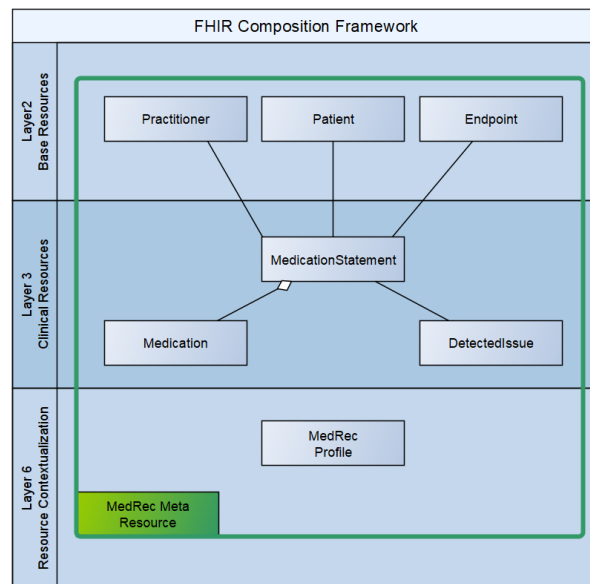 FHIR Composition Framework
Layer2
Base Resources
Practitioner
Patient
Endpoint
Layer 3
Clinical Resources
MedicationStatement
Medication
DetectedIssue
Layer 6
Resource Contextualization
MedRec
Profile
MedRec Meta
Resource